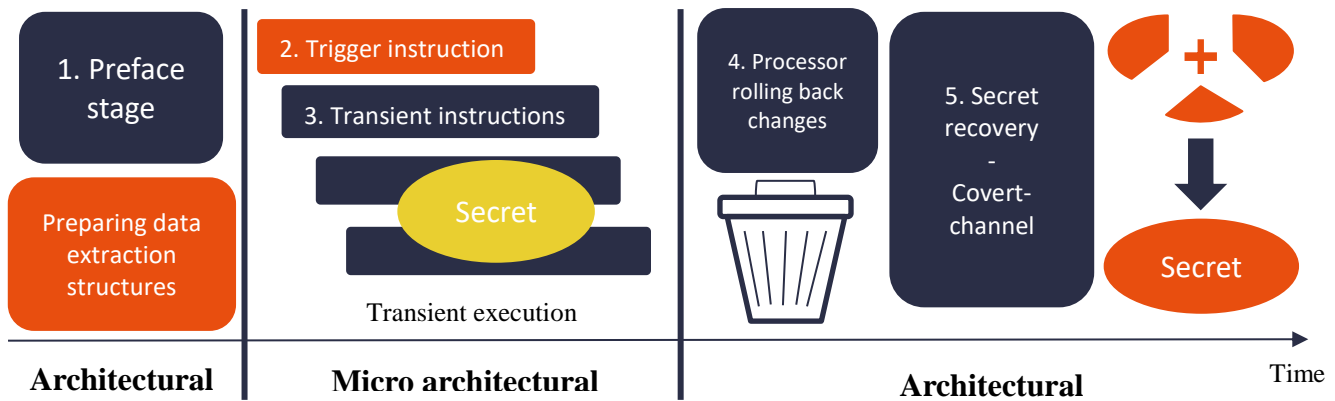 1. Preface
stage
Preparing data
extraction
structures
2. Trigger instruction
3. Transient instructions
Secret
Transient execution
4. Processor
rolling back
changes
5. Secret
recovery
-
Covert-
channel
+
Secret
Architectural
Micro architectural
Architectural
Time